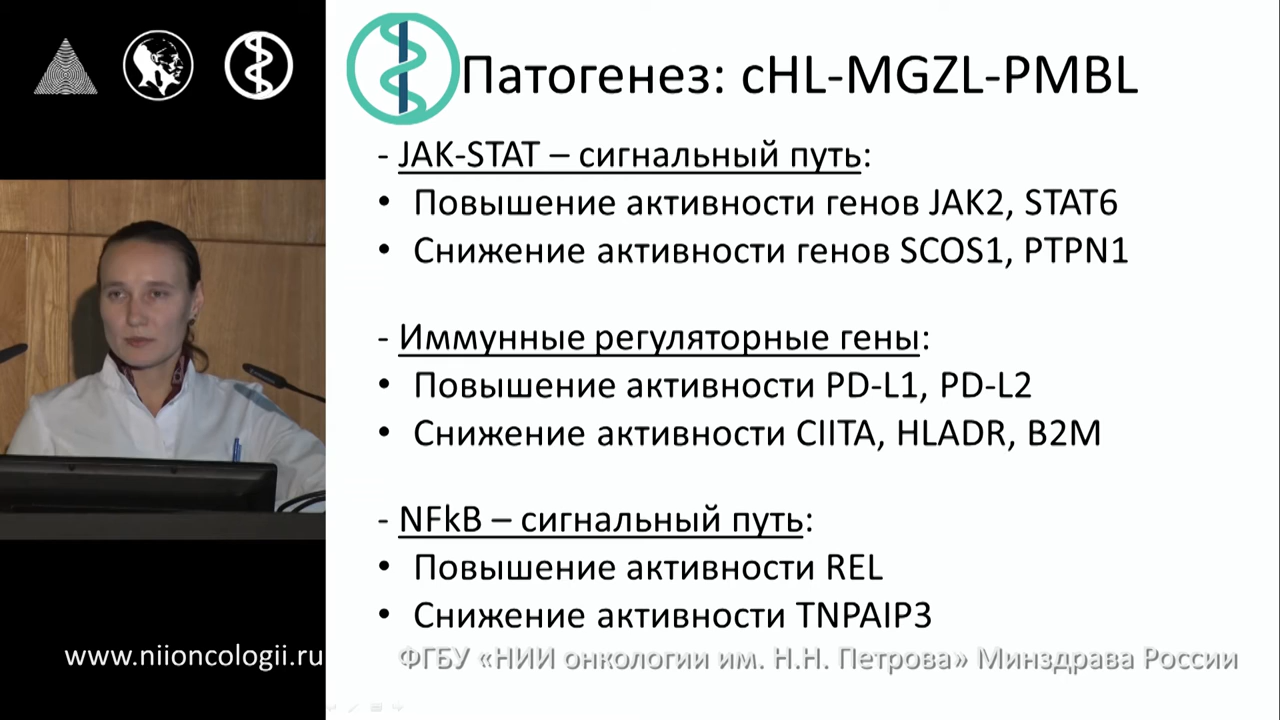 Патогенез: cHL-MGZL-PMBL
- JAK-STAT – сигнальный путь:
• Повышение активности генов JAK2, STAT6
• Снижение активности генов SCOS1, PTPN1
- Иммунные регуляторные гены:
• Повышение активности PD-L1, PD-L2
• Снижение активности CIITA, HLADR, B2M
- NFkB – сигнальный путь:
• Повышение активности REL
• Снижение активности TNPAIP3
www.niioncologii.ru
ФГБУ «НИИ онкологии им. Н.Н. Петрова» Минздрава России